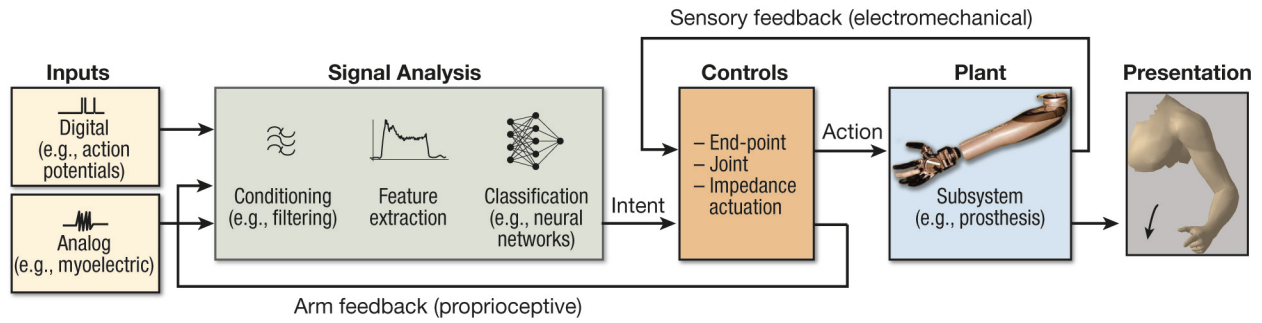 Sensory feedback (electromechanical)
Inputs
Signal Analysis
Controls
Plant
Presentation
Digital
(e.g., action
potentials)
Analog
(e.g., myoelectric)
Conditioning
(e.g., filtering)
Feature
extraction
Classification
(e.g., neural
networks)
Intent
– End-point
– Joint
– Impedance
actuation
Action
Subsystem
(e.g., prosthesis)
Arm feedback (proprioceptive)